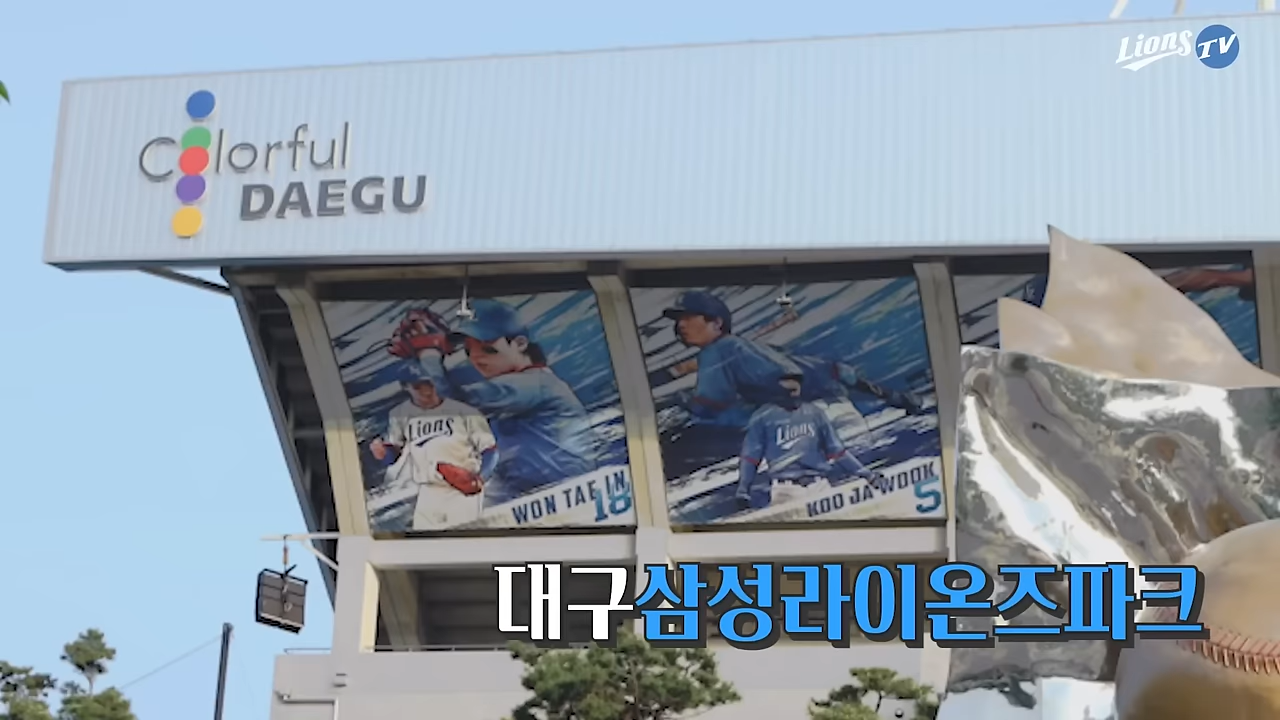 Lions TV
Colorful
DAEGU
Lions
WON TAE IN
18
Lions
KOO JA WOOK
5
대구삼성라이온즈파크